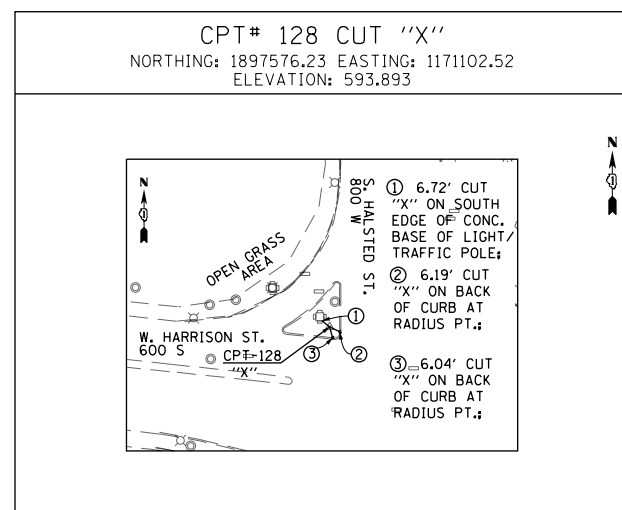 CPT# 128 CUT "X"
NORTHING: 1897576.23 EASTING: 1171102.52
ELEVATION: 593.893
N
N
S. HALSTED ST.
800 W
OPEN GRASS
AREA
W. HARRISON ST.
600 S
CPT-128
"X"
1
2
3
1 6.72' CUT
"X" ON SOUTH
EDGE OF CONC.
BASE OF LIGHT/
TRAFFIC POLE;
2 6.19' CUT
"X" ON BACK
OF CURB AT
RADIUS PT.;
3 6.04' CUT
"X" ON BACK
OF CURB AT
RADIUS PT.;